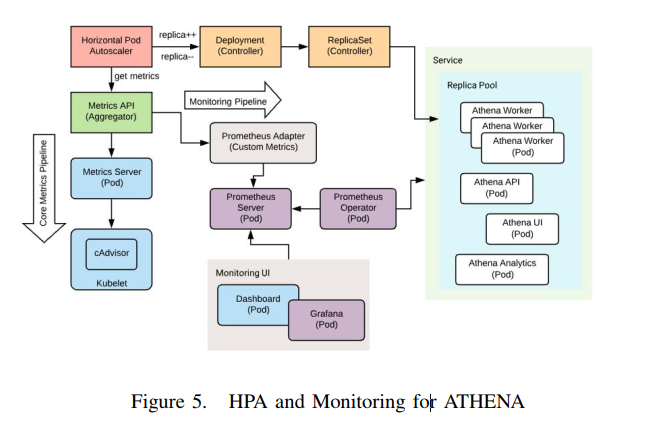 Horizontal Pod
Autoscaler
replica++
replica--
Deployment
(Controller)
ReplicaSet
(Controller)
get metrics
Metrics API
(Aggregator)
Monitoring Pipeline
Core Metrics Pipeline
Prometheus Adapter
(Custom Metrics)
Metrics Server
(Pod)
Prometheus
Server
(Pod)
Prometheus
Operator
(Pod)
cAdvisor
Kubelet
Monitoring UI
Dashboard
(Pod)
Grafana
(Pod)
Service
Replica Pool
Athena Worker
Athena Worker
Athena Worker
(Pod)
Athena API
(Pod)
Athena UI
(Pod)
Athena Analytics
(Pod)
Figure 5. HPA and Monitoring for ATHENA